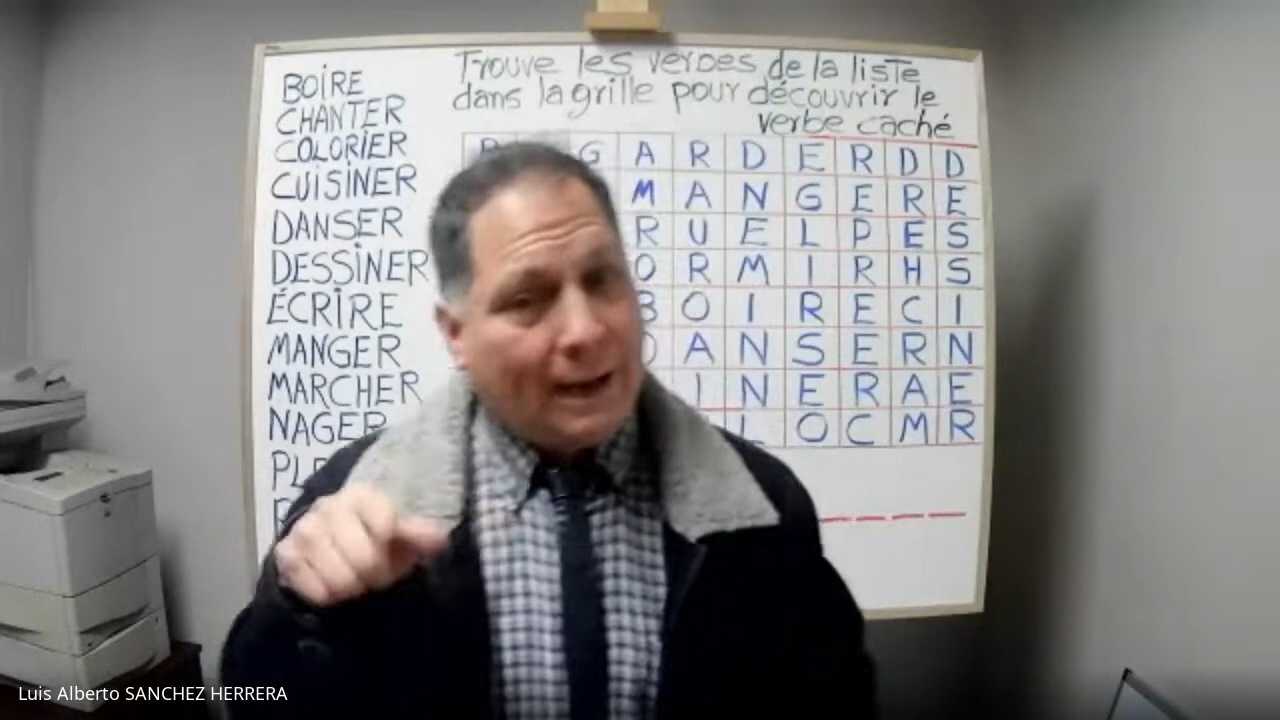 BOIRE
CHANTER
COLORIER
CUISINER
DANSER
DESSINER
ÉCRIRE
MANGER
MARCHER
NAGER
Trouve les verbes de la liste
dans la grille pour découvrir le
verbe caché
G A R D E R D D
M A N G E R E
R U E L P E S
O R M I R H S
B O I R E C I
D A N S E R N
I N E R A E
L O C M R
Luis Alberto SANCHEZ HERRERA